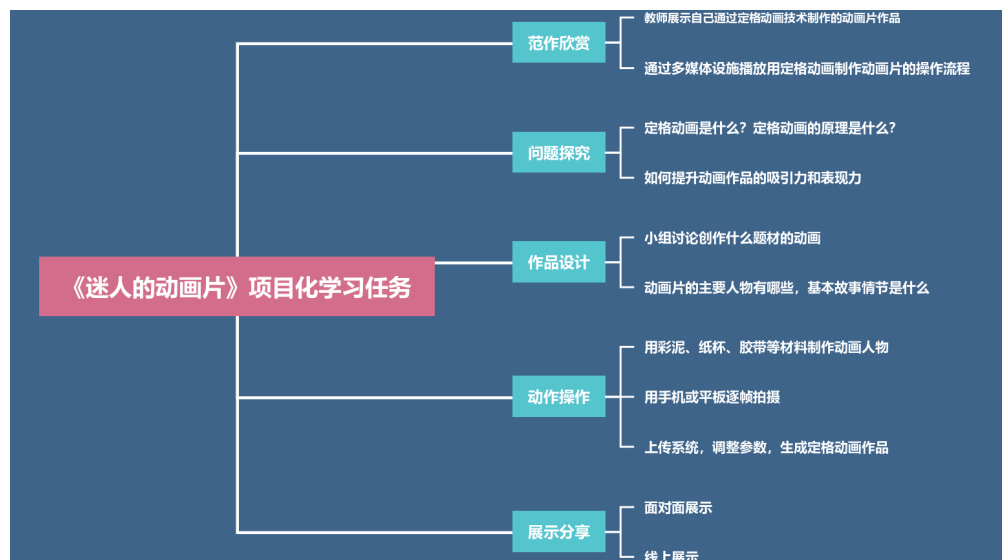 《迷人的动画片》项目化学习任务
范作欣赏
教师展示自己通过定格动画技术制作的动画片作品
通过多媒体设施播放用定格动画制作动画片的操作流程
问题探究
定格动画是什么？定格动画的原理是什么？
如何提升动画作品的吸引力和表现力
作品设计
小组讨论创作什么题材的动画
动画片的主要人物有哪些，基本故事情节是什么
动作操作
用彩泥、纸杯、胶带等材料制作动画人物
用手机或平板逐帧拍摄
上传系统，调整参数，生成定格动画作品
展示分享
面对面展示
线上展示